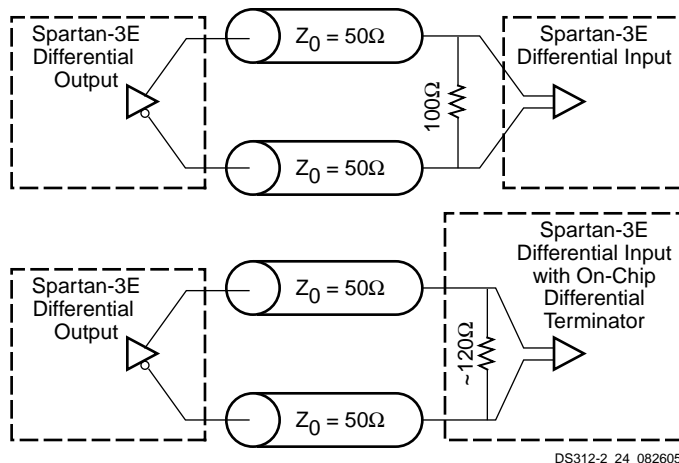 Spartan-3E
Differential
Output
Z0 = 50Ω
Z0 = 50Ω
100Ω
Spartan-3E
Differential Input
Spartan-3E
Differential
Output
Z0 = 50Ω
Z0 = 50Ω
~120Ω
Spartan-3E
Differential Input
with On-Chip
Differential
Terminator
DS312-2_24_082605